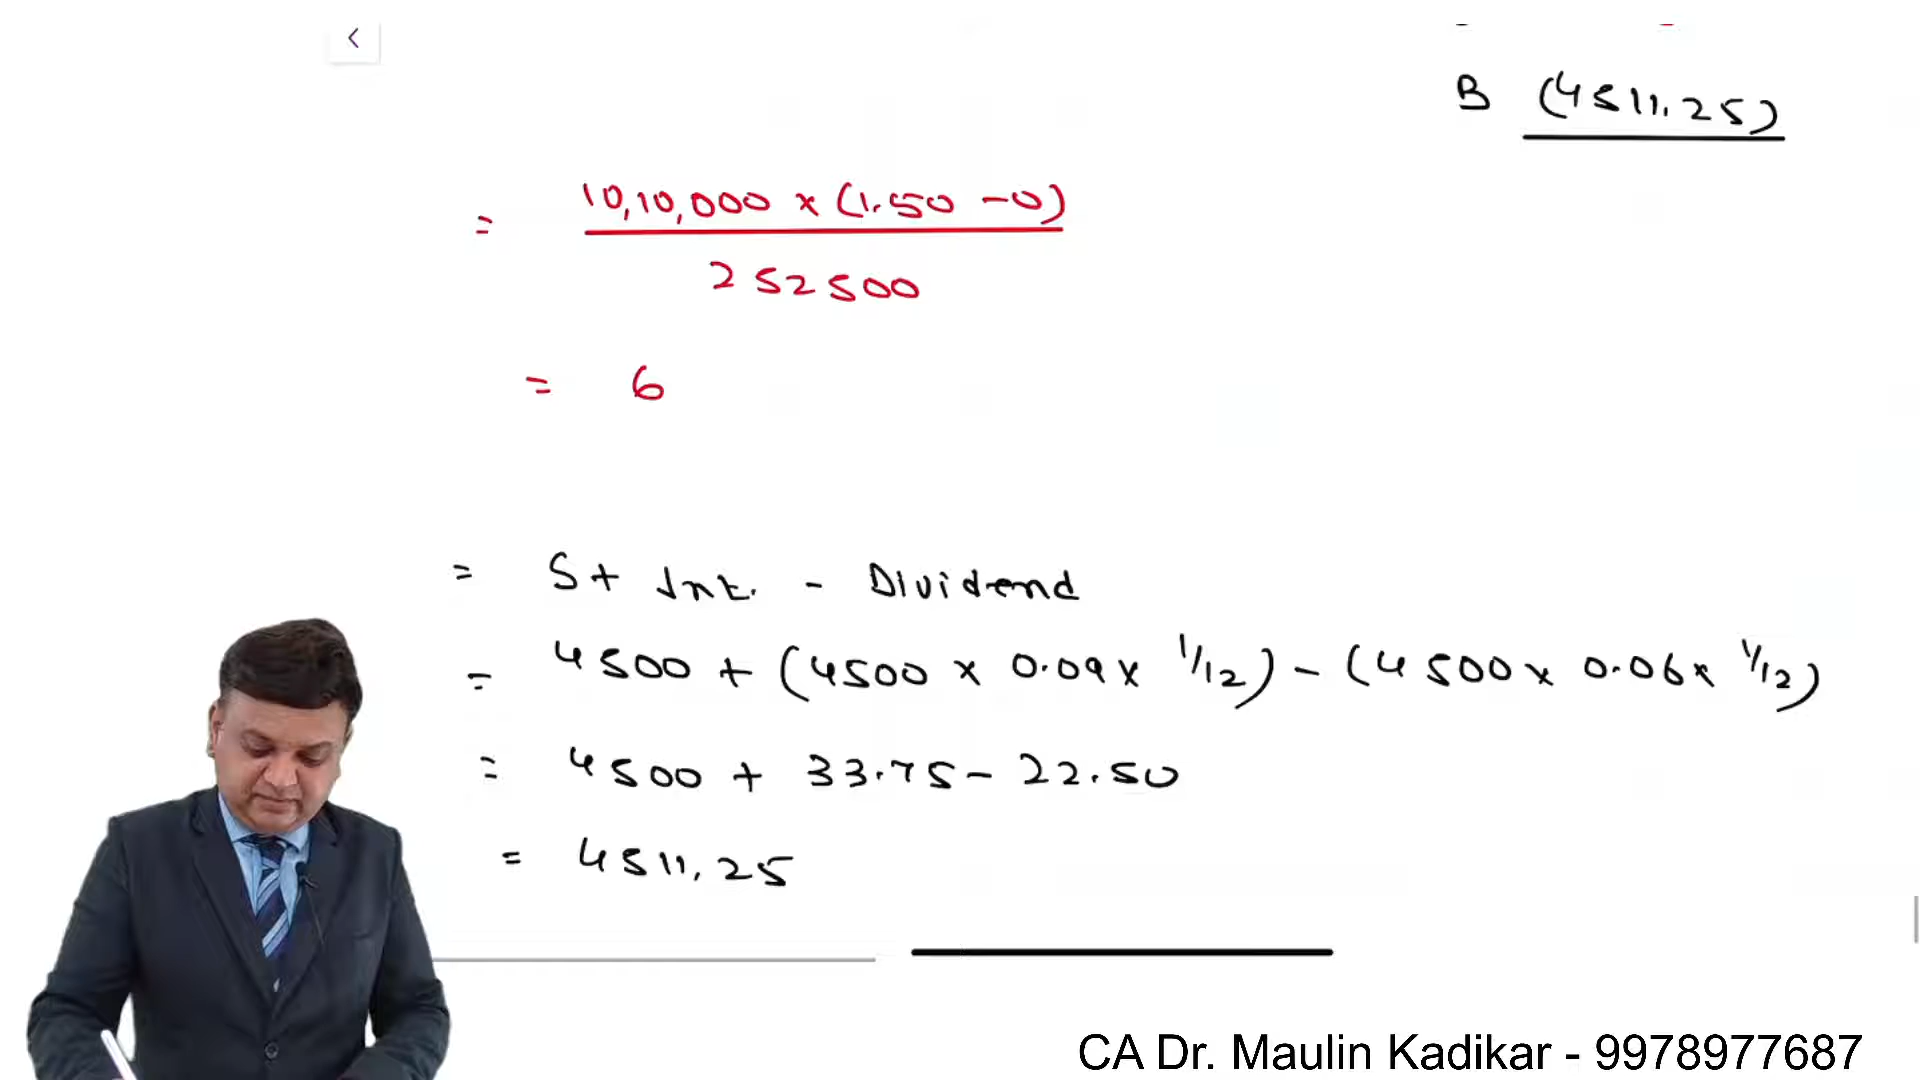 B (4511.25)
= 10,10,000 × (1.50 - 0)
252500
= 6
= S + Int. - Dividend
= 4500 + (4500 × 0.09 × 1/12) - (4500 × 0.06 × 1/12)
= 4500 + 33.75 - 22.50
= 4511.25
CA Dr. Maulin Kadikar - 9978977687